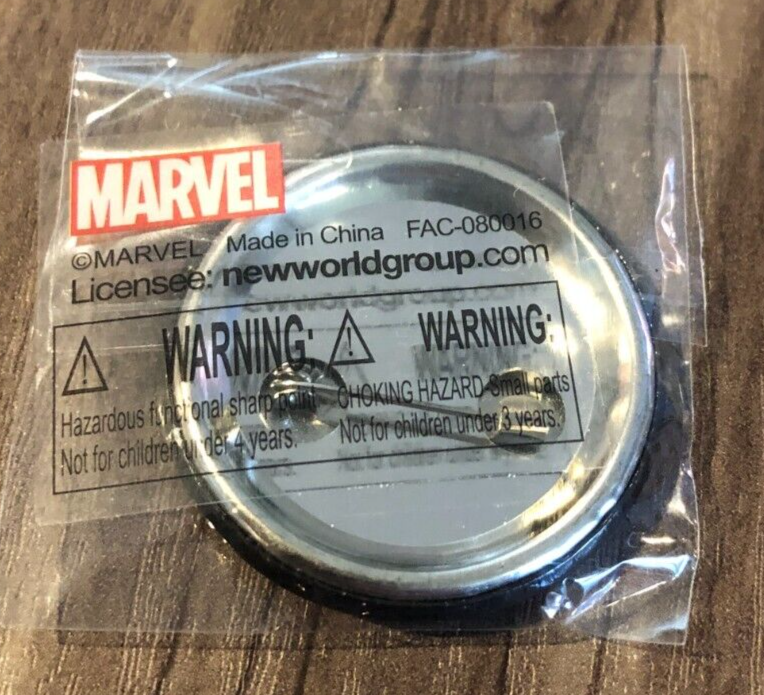 MARVEL
©MARVEL Made in China FAC-080016
Licensee: newworldgroup.com
WARNING: WARNING:
Hazardous functional sharp point. CHOKING HAZARD-Small parts
Not for children under 4 years. Not for children under 3 years.